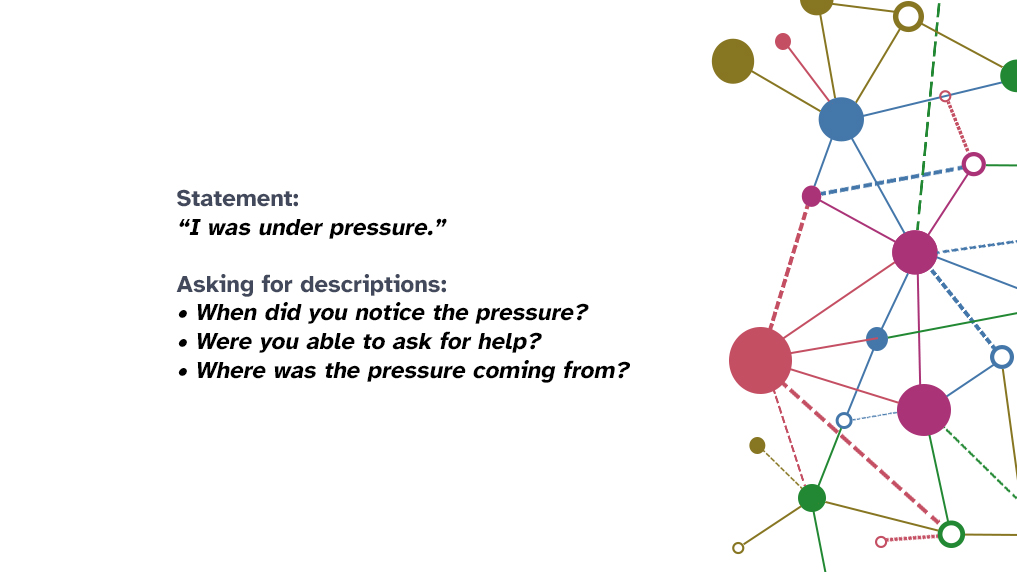 Statement:
“I was under pressure.”
Asking for descriptions:
• When did you notice the pressure?
• Were you able to ask for help?
• Where was the pressure coming from?